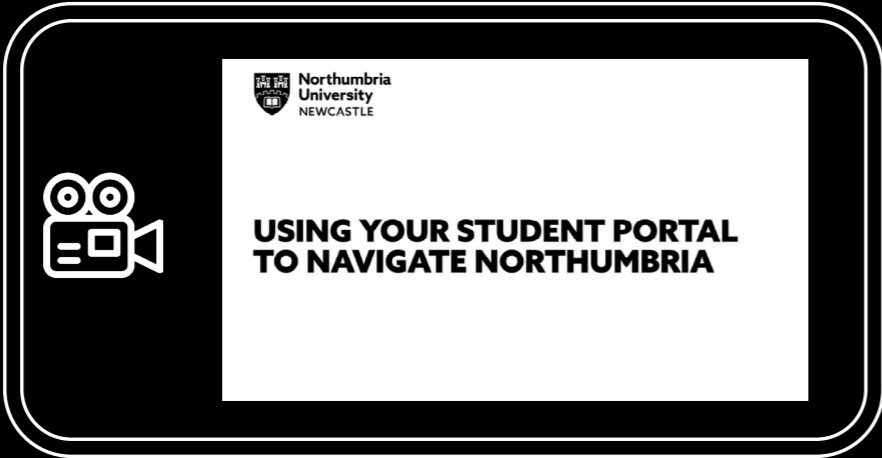 Northumbria
University
NEWCASTLE
USING YOUR STUDENT PORTAL
TO NAVIGATE NORTHUMBRIA